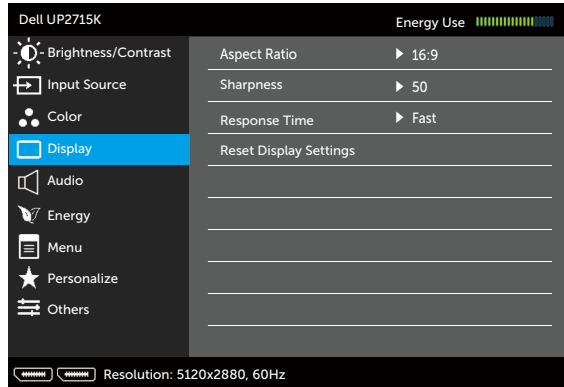 Dell UP2715K
Energy Use
Brightness/Contrast
Aspect Ratio 16:9
Input Source
Sharpness 50
Color
Response Time Fast
Display
Reset Display Settings
Audio
Energy
Menu
Personalize
Others
Resolution: 5120x2880, 60Hz